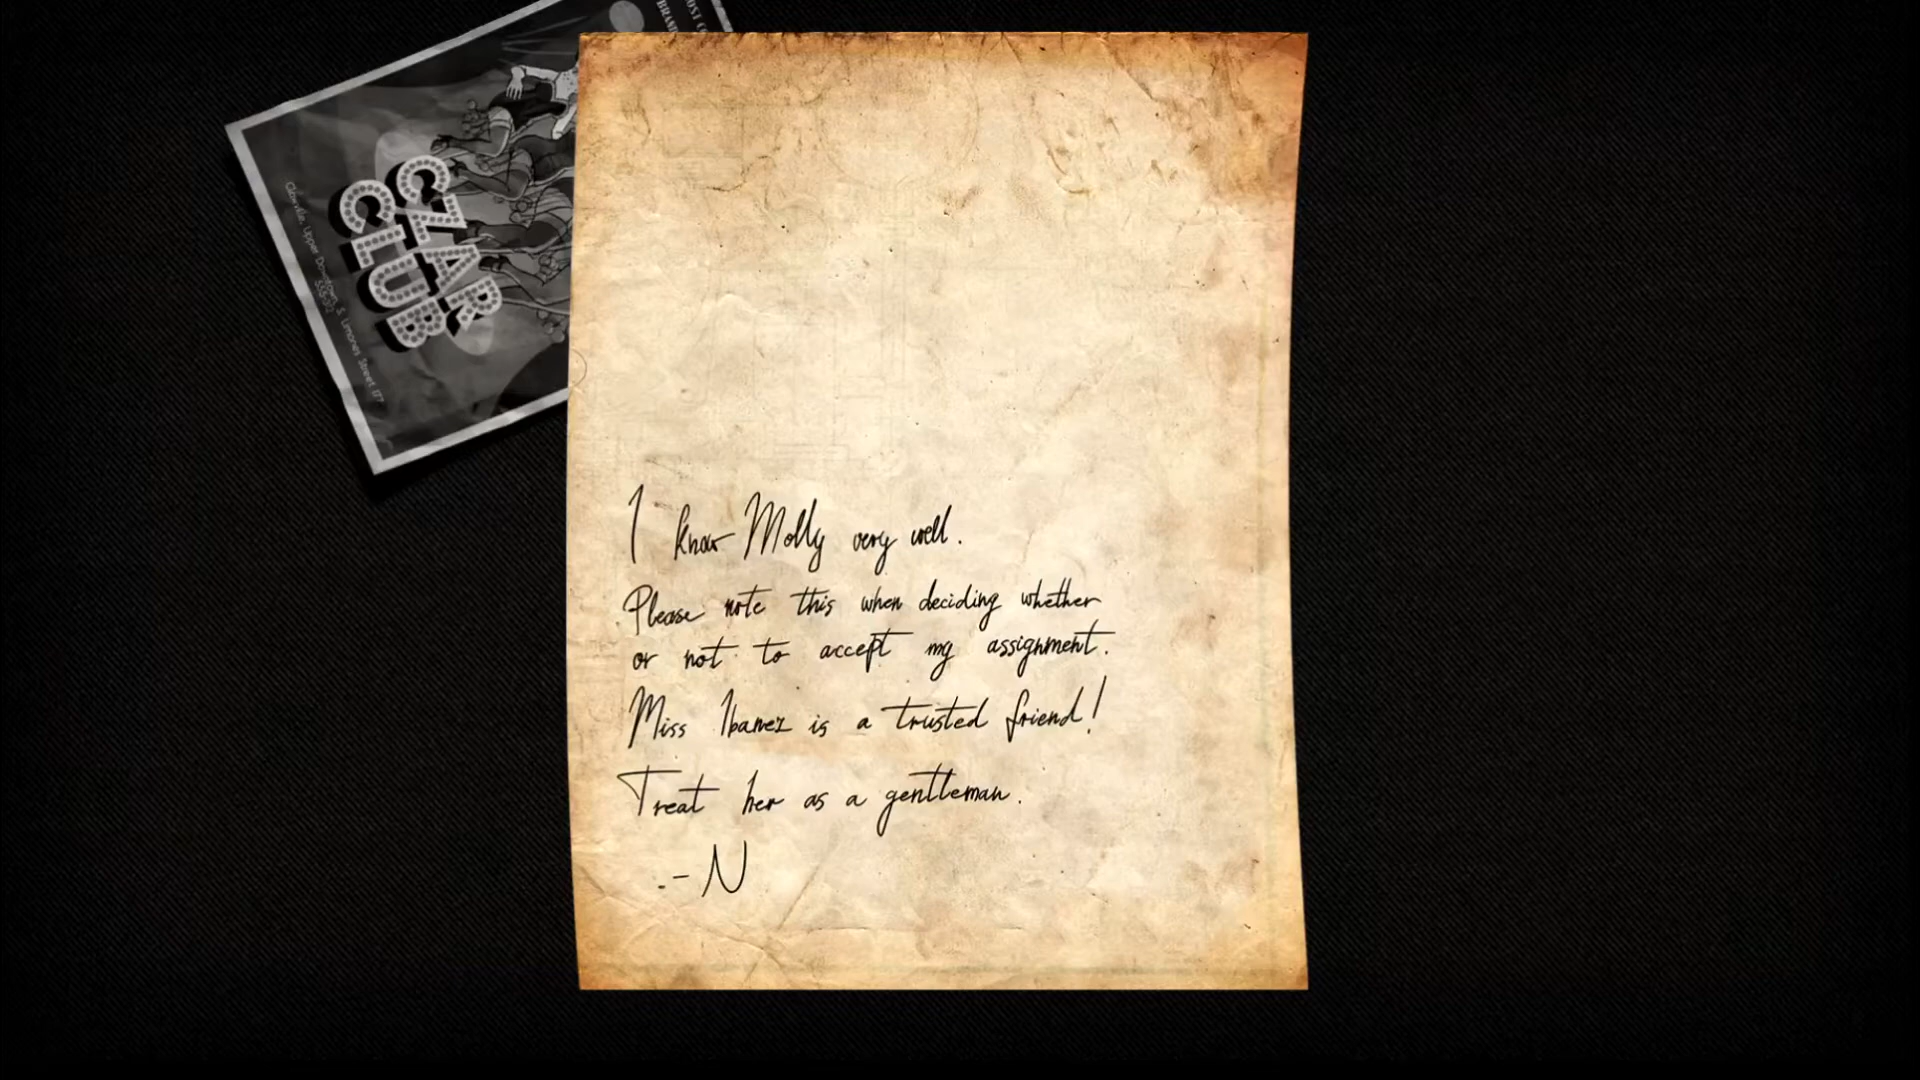 CZAR
CLUB
I know Molly very well.
Please note this when deciding whether
or not to accept my assignment.
Miss Ibanez is a trusted friend!
Treat her as a gentleman.
.- N